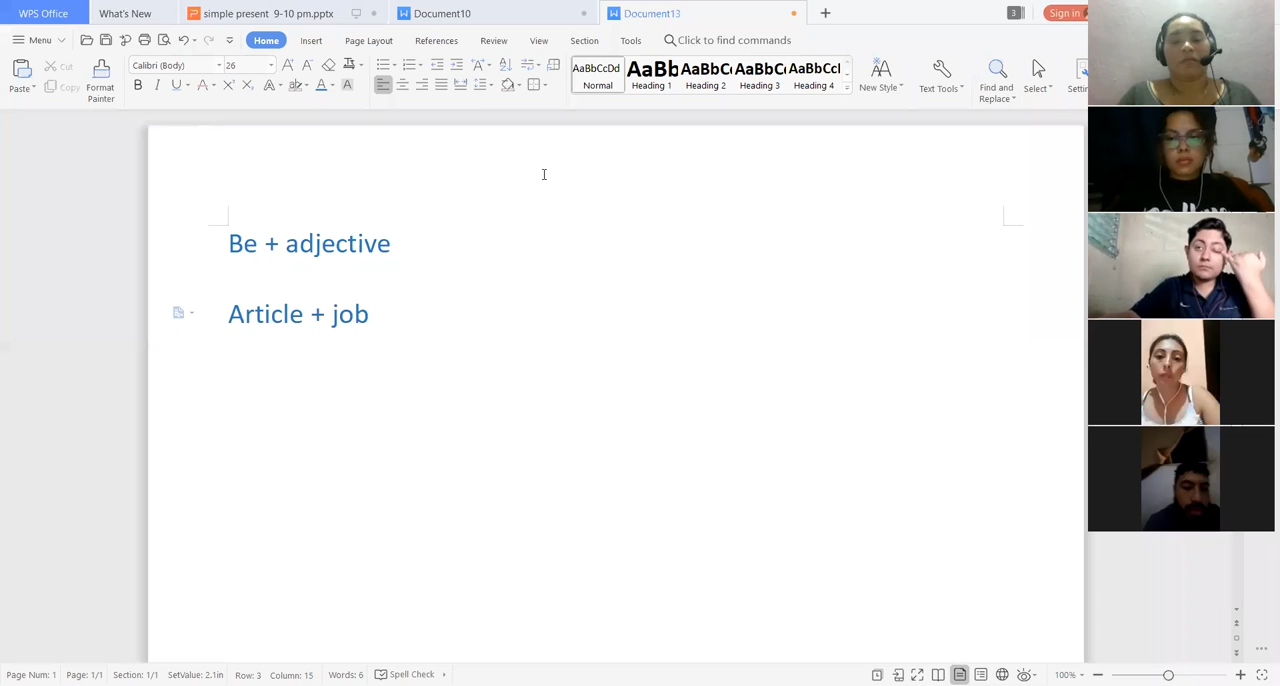 WPS Office What's New simple present 9-10 pm.pptx Document10 Document13 3 Sign in
Menu Home Insert Page Layout References Review View Section Tools Click to find commands
Paste Cut Copy Format Painter Calibri (Body) 26 AaBbCcDd Normal AaBb Heading 1 AaBbC Heading 2 AaBbC Heading 3 AaBbCcl Heading 4 New Style Text Tools Find and Replace Select
Be + adjective
Article + job
Page Num: 1 Page: 1/1 Section: 1/1 SetValue: 2.1in Row: 3 Column: 15 Words: 6 Spell Check 100%